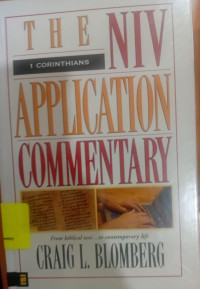 THE NIV
1 CORINTHIANS
APPLICATION
COMMENTARY
From biblical text . . . to contemporary life
CRAIG L. BLOMBERG